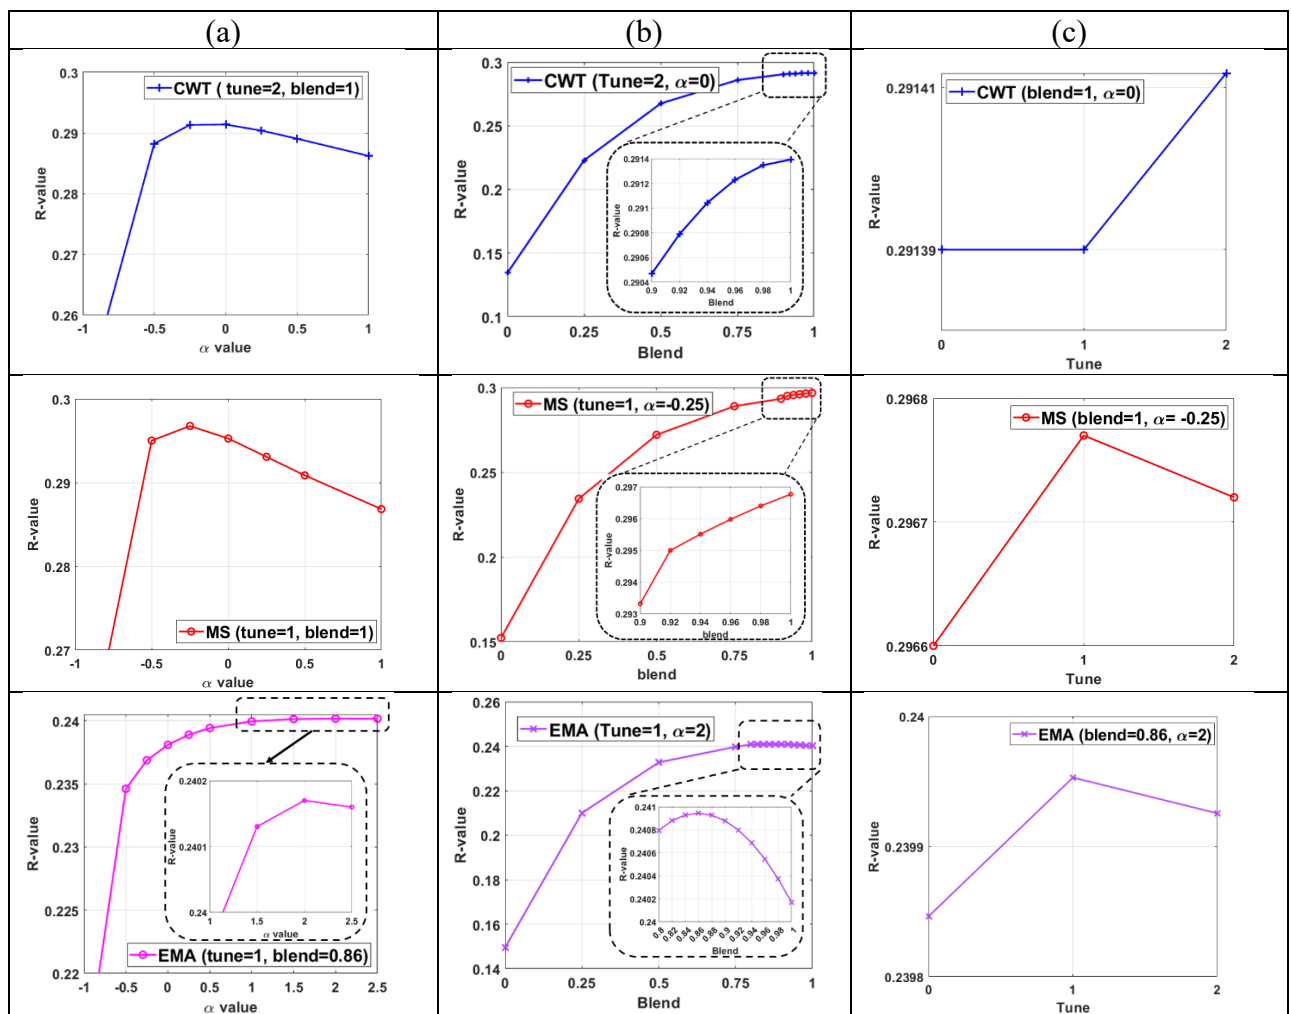 (a) (b) (c)
0.3
0.29
0.28
0.27
0.26
R-value
CWT ( tune=2, blend=1)
-1 -0.5 0 0.5 1
α value
0.3
0.25
0.2
0.15
0.1
R-value
CWT (Tune=2, α=0)
0.2914
0.2912
0.291
0.2908
0.2906
0.2904
R-value
0.9 0.92 0.94 0.96 0.98 1
Blend
0 0.25 0.5 0.75 1
Blend
0.29141
0.29139
R-value
CWT (blend=1, α=0)
0 1 2
Tune
0.3
0.29
0.28
0.27
R-value
MS (tune=1, blend=1)
-1 -0.5 0 0.5 1
α value
0.3
0.25
0.2
0.15
R-value
MS (tune=1, α=-0.25)
0.297
0.296
0.295
0.294
0.293
R-value
0.9 0.92 0.94 0.96 0.98 1
blend
0 0.25 0.5 0.75 1
blend
0.2968
0.2967
0.2966
R-value
MS (blend=1, α= -0.25)
0 1 2
Tune
0.24
0.235
0.23
0.225
0.22
R-value
0.2402
0.2401
0.24
R-value
1 1.5 2 2.5
α value
EMA (tune=1, blend=0.86)
-1 -0.5 0 0.5 1 1.5 2 2.5
α value
0.26
0.24
0.22
0.2
0.18
0.16
0.14
R-value
EMA (Tune=1, α=2)
0.241
0.2408
0.2406
0.2404
0.2402
0.24
R-value
0.8 0.82 0.84 0.86 0.88 0.9 0.92 0.94 0.96 0.98 1
Blend
0 0.25 0.5 0.75 1
Blend
0.24
0.2399
0.2398
R-value
EMA (blend=0.86, α=2)
0 1 2
Tune